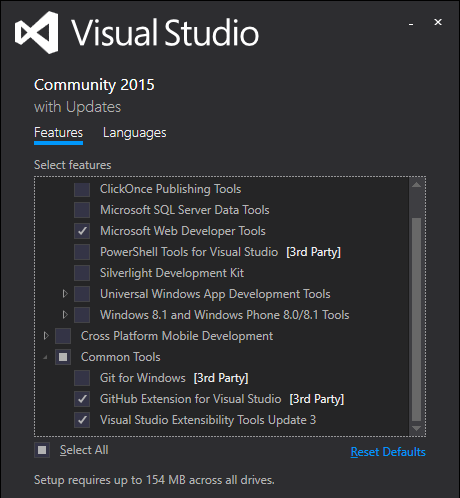 Visual Studio
Community 2015
with Updates
Features Languages
Select features
ClickOnce Publishing Tools
Microsoft SQL Server Data Tools
Microsoft Web Developer Tools
PowerShell Tools for Visual Studio [3rd Party]
Silverlight Development Kit
Universal Windows App Development Tools
Windows 8.1 and Windows Phone 8.0/8.1 Tools
Cross Platform Mobile Development
Common Tools
Git for Windows [3rd Party]
GitHub Extension for Visual Studio [3rd Party]
Visual Studio Extensibility Tools Update 3
Select All Reset Defaults
Setup requires up to 154 MB across all drives.